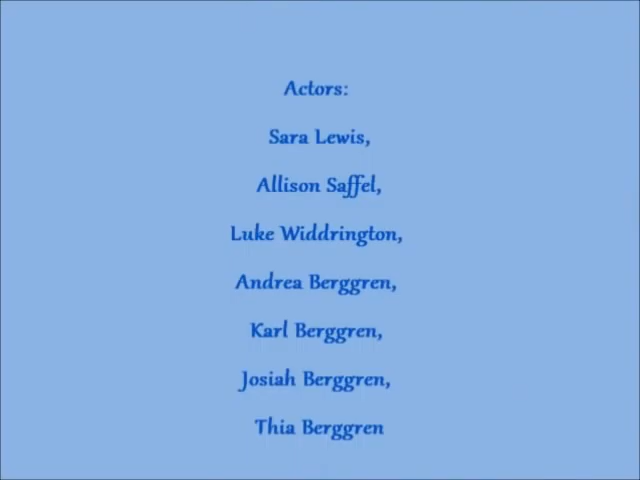 Actors:
Sara Lewis,
Allison Saffel,
Luke Widdrington,
Andrea Berggren,
Karl Berggren,
Josiah Berggren,
Thia Berggren